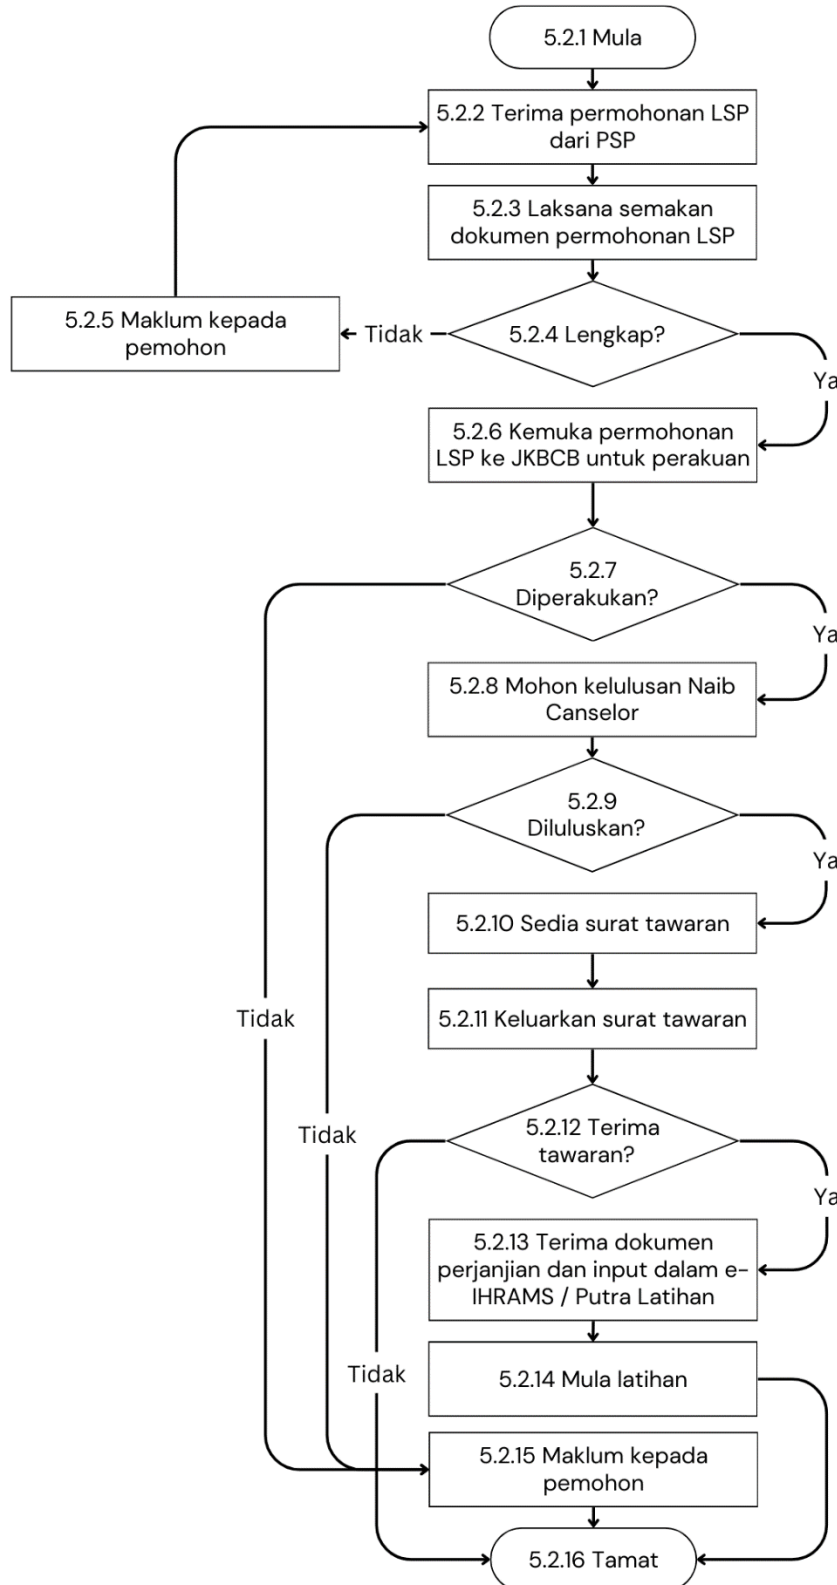 5.2.1 Mula
5.2.2 Terima permohonan LSP
dari PSP
5.2.3 Laksana semakan
dokumen permohonan LSP
5.2.4 Lengkap?
Tidak
5.2.5 Maklum kepada
pemohon
Ya
5.2.6 Kemuka permohonan
LSP ke JKBCB untuk perakuan
5.2.7
Diperakukan?
Ya
5.2.8 Mohon kelulusan Naib
Canselor
5.2.9
Diluluskan?
Ya
5.2.10 Sedia surat tawaran
5.2.11 Keluarkan surat tawaran
Tidak
5.2.12 Terima
tawaran?
Tidak
Ya
5.2.13 Terima dokumen
perjanjian dan input dalam e-
IHRAMS / Putra Latihan
5.2.14 Mula latihan
Tidak
5.2.15 Maklum kepada
pemohon
5.2.16 Tamat